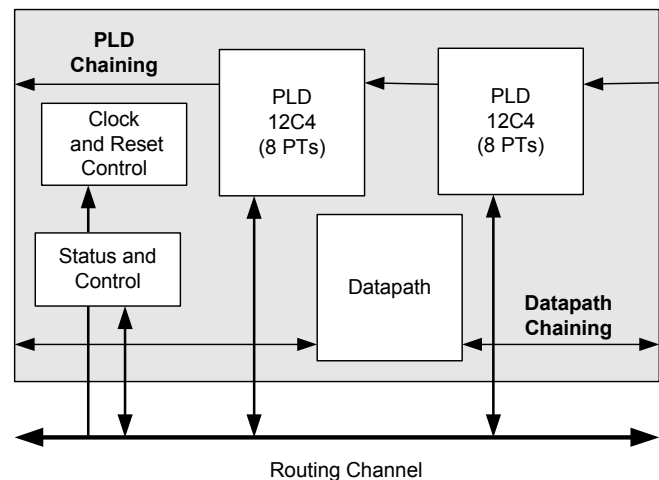 PLD
Chaining
PLD
12C4
(8 PTs)
PLD
12C4
(8 PTs)
Clock
and Reset
Control
Status and
Control
Datapath
Datapath
Chaining
Routing Channel